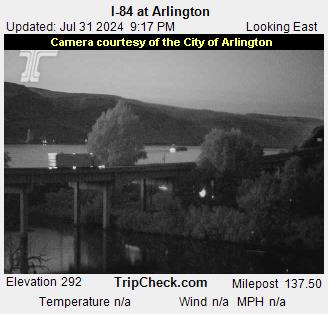 I-84 at Arlington
Updated: Jul 31 2024 9:17 PM Looking East
Camera courtesy of the City of Arlington
Elevation 292 TripCheck.com Milepost 137.50
Temperature n/a Wind n/a MPH n/a